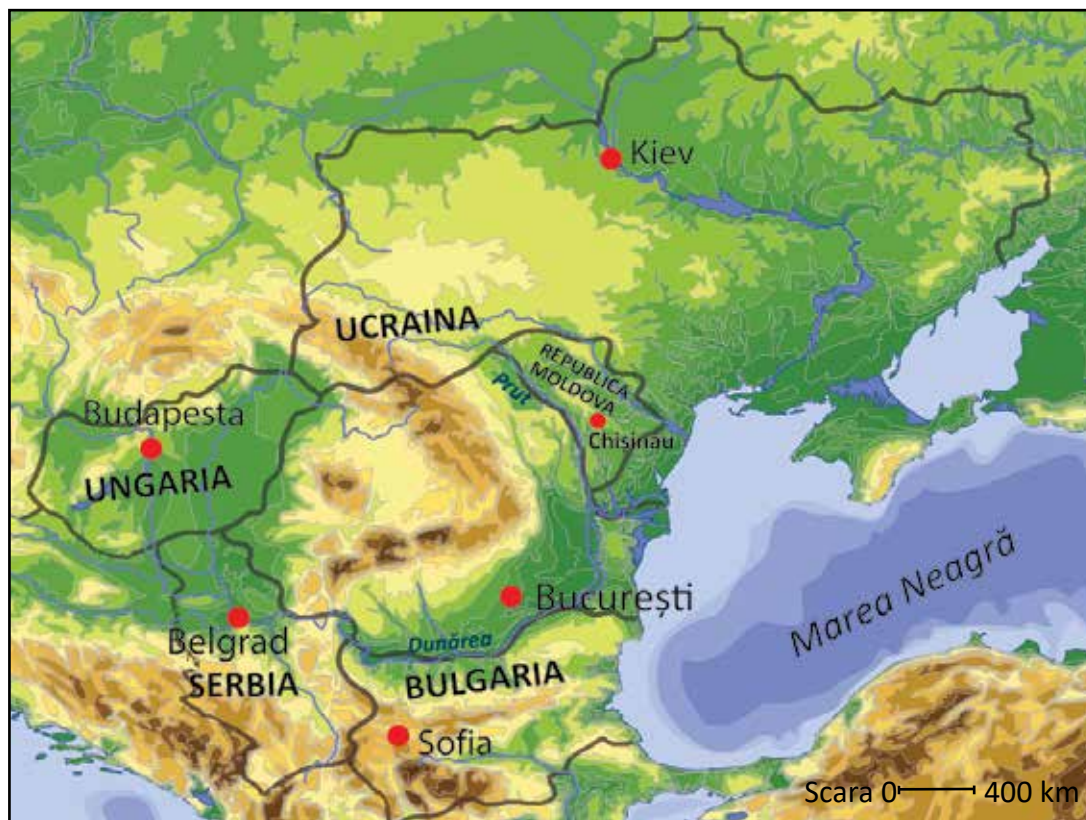 Kiev
UCRAINA
REPUBLICA
MOLDOVA
Prut
Budapesta
Chisinau
UNGARIA
Marea Neagră
București
Belgrad
Dunărea
SERBIA
BULGARIA
Sofia
Scara 0 400 km